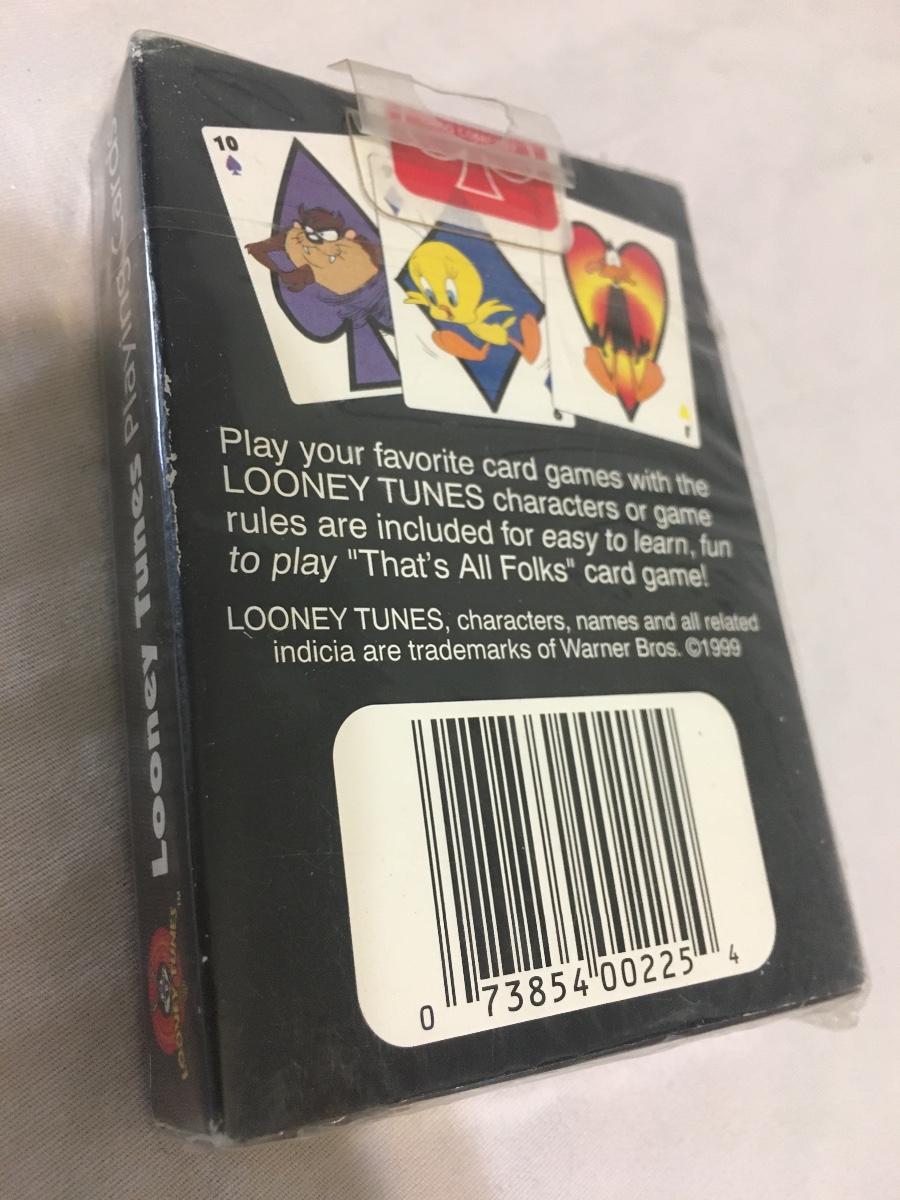 10
Play your favorite card games with the
LOONEY TUNES characters or game
rules are included for easy to learn, fun
to play "That's All Folks" card game!
LOONEY TUNES, characters, names and all related
indicia are trademarks of Warner Bros. ©1999
0 73854 00225 4
Looney Tunes Playing Cards
LOONEY TUNES™